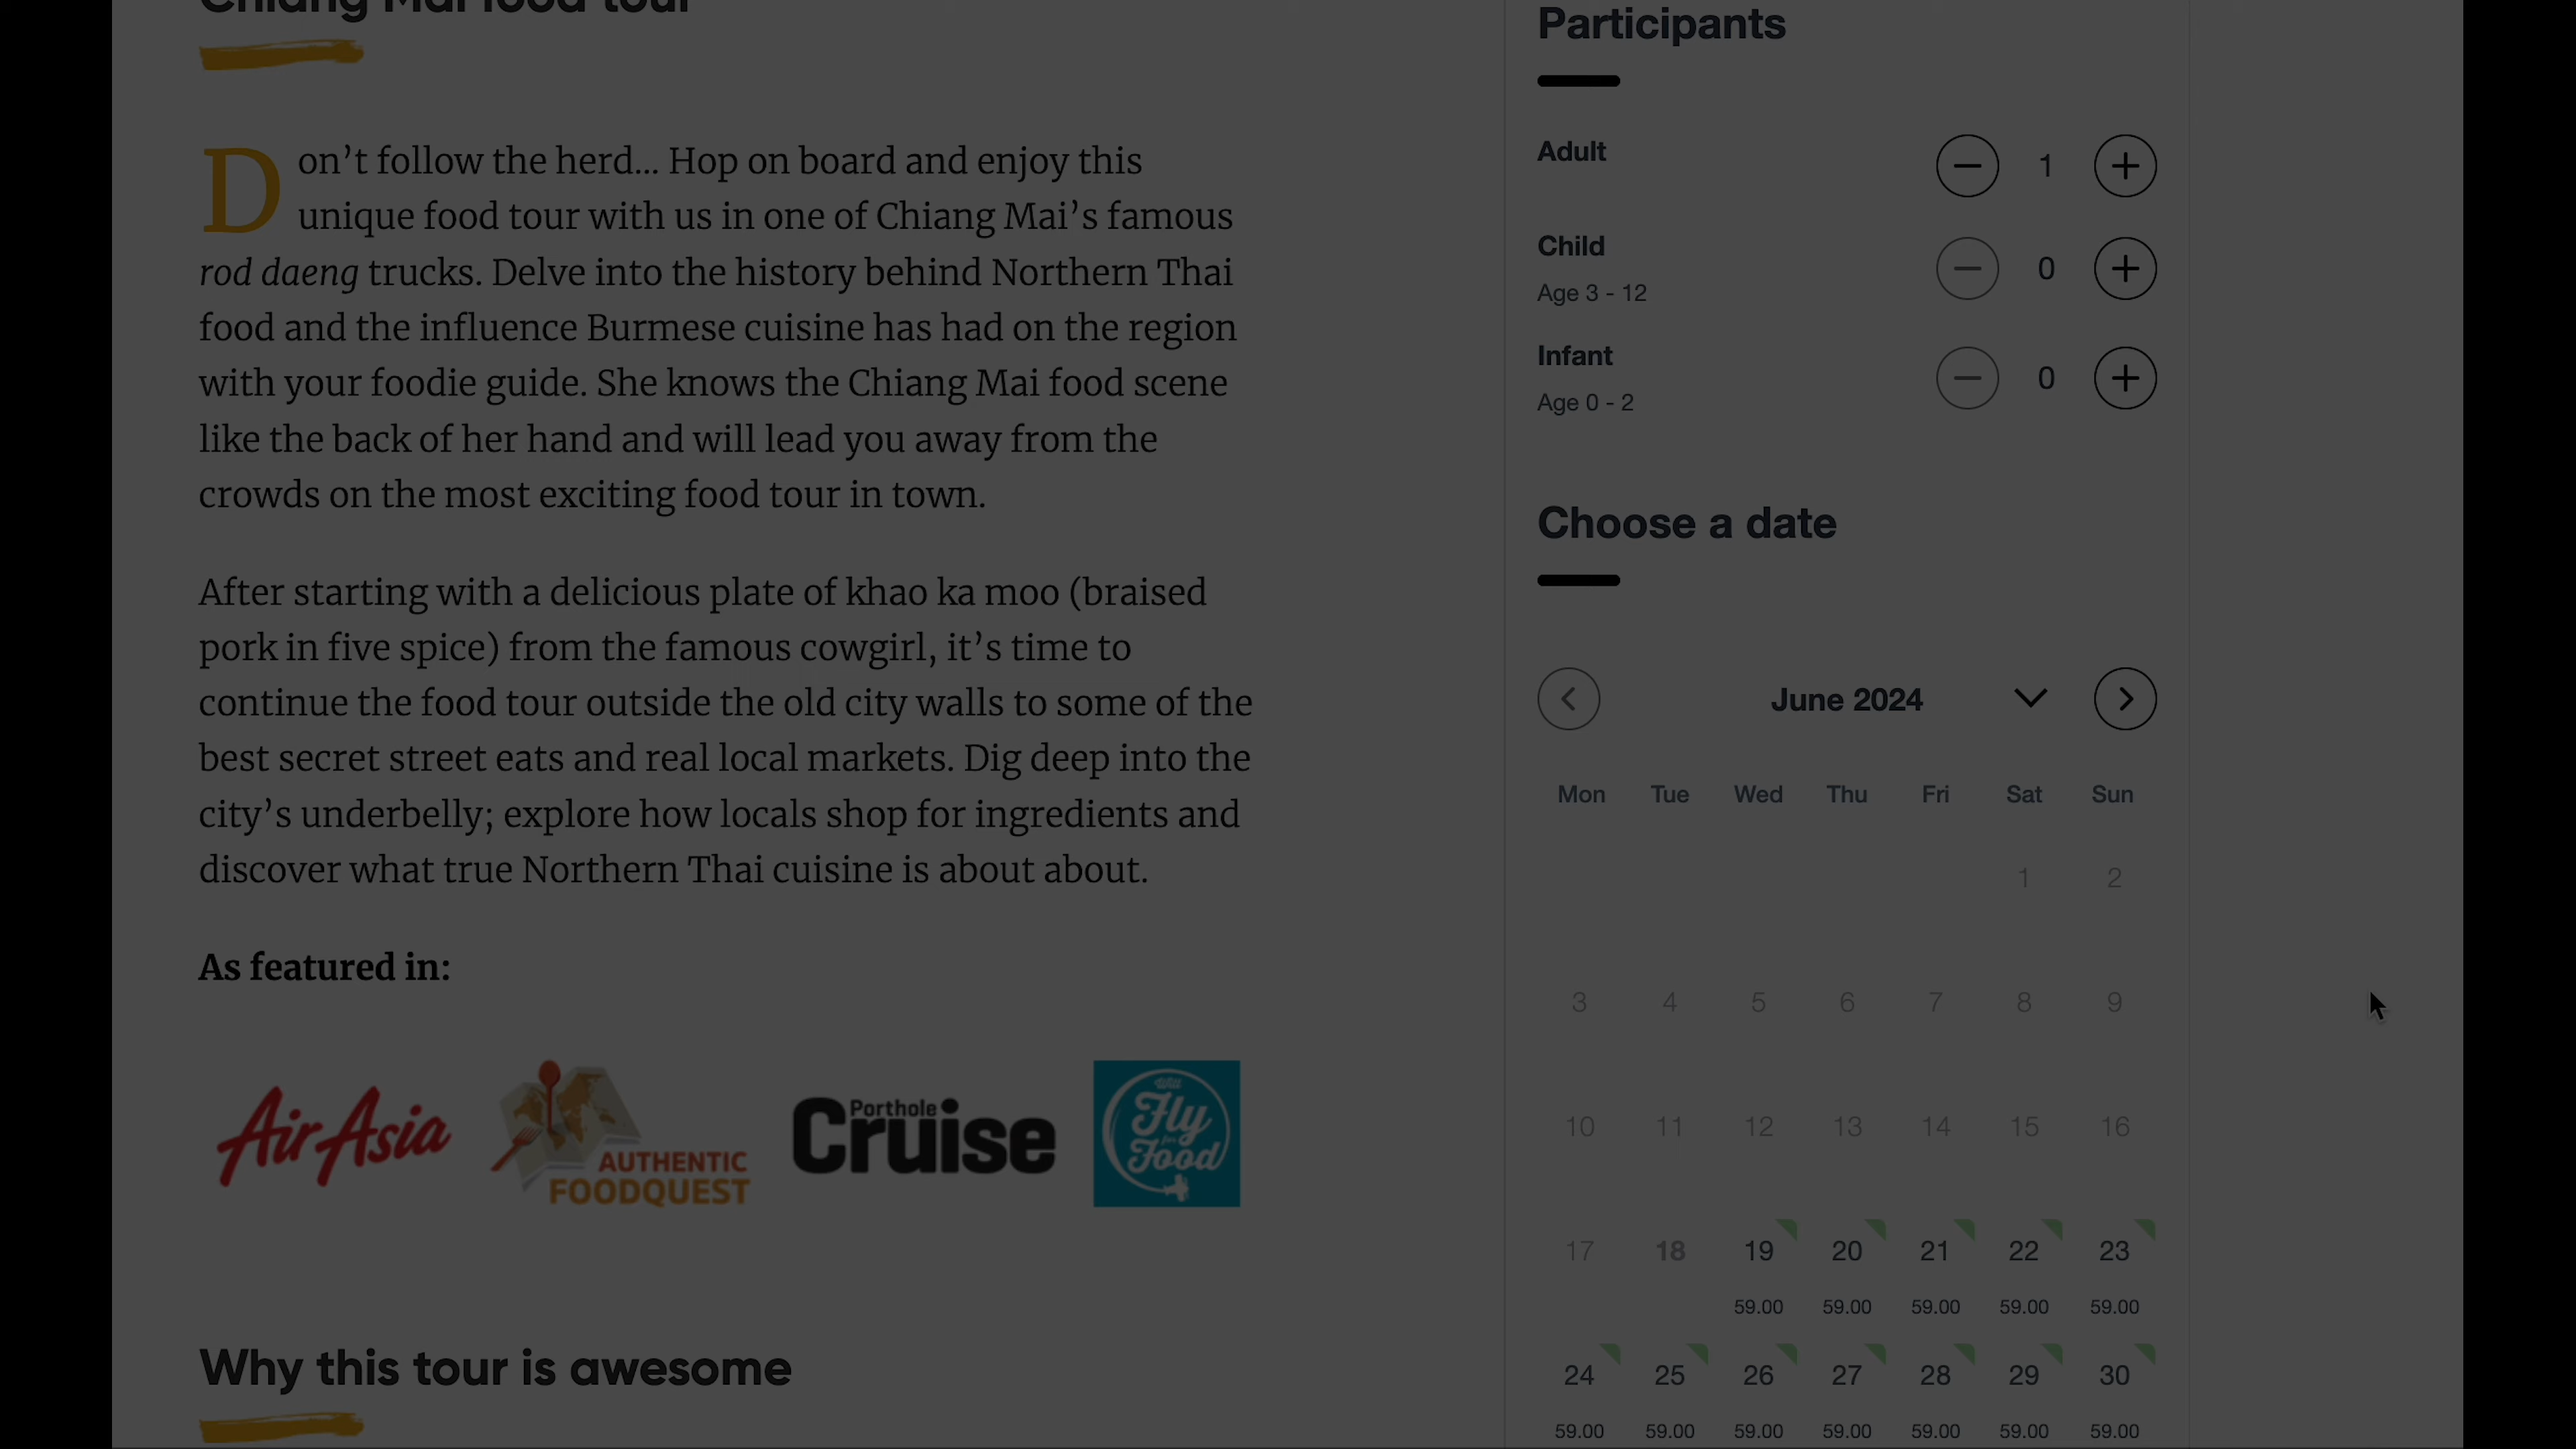 Chiang Mai food tour
Don’t follow the herd... Hop on board and enjoy this
unique food tour with us in one of Chiang Mai’s famous
rod daeng trucks. Delve into the history behind Northern Thai
food and the influence Burmese cuisine has had on the region
with your foodie guide. She knows the Chiang Mai food scene
like the back of her hand and will lead you away from the
crowds on the most exciting food tour in town.
After starting with a delicious plate of khao ka moo (braised
pork in five spice) from the famous cowgirl, it’s time to
continue the food tour outside the old city walls to some of the
best secret street eats and real local markets. Dig deep into the
city’s underbelly; explore how locals shop for ingredients and
discover what true Northern Thai cuisine is about about.
As featured in:
AirAsia
AUTHENTIC
FOODQUEST
Porthole
Cruise
Will
Fly
for
Food
Why this tour is awesome
Participants
Adult
1
Child
0
Age 3 - 12
Infant
0
Age 0 - 2
Choose a date
June 2024
Mon Tue Wed Thu Fri Sat Sun
1 2
3 4 5 6 7 8 9
10 11 12 13 14 15 16
17 18 19 20 21 22 23
59.00 59.00 59.00 59.00 59.00
24 25 26 27 28 29 30
59.00 59.00 59.00 59.00 59.00 59.00 59.00